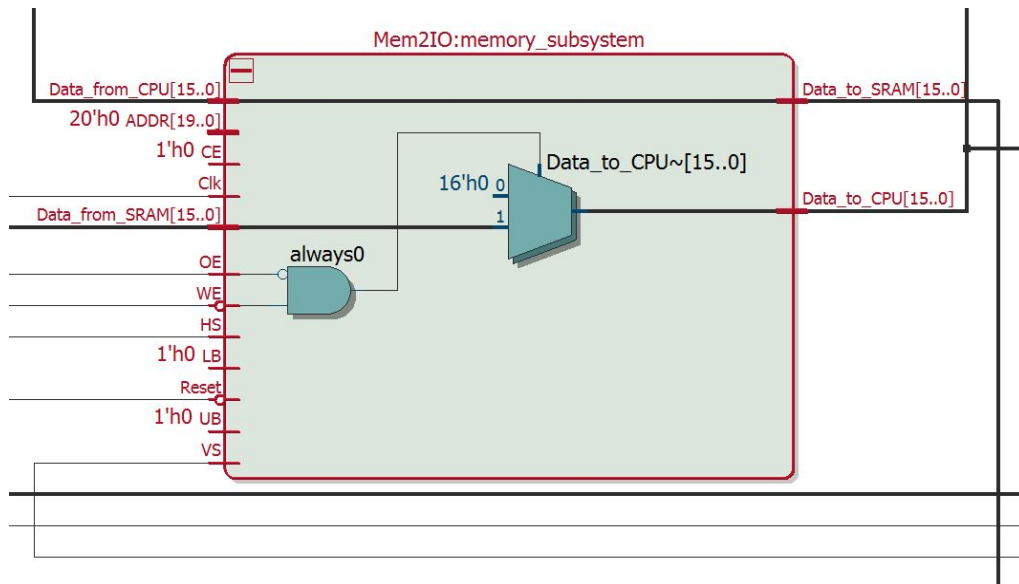 Mem2IO:memory_subsystem
Data_from_CPU[15..0]
Data_to_SRAM[15..0]
20'h0 ADDR[19..0]
1'h0 CE
Data_to_CPU~[15..0]
Clk
16'h0 0
Data_to_CPU[15..0]
Data_from_SRAM[15..0]
1
always0
OE
WE
HS
1'h0 LB
Reset
1'h0 UB
VS